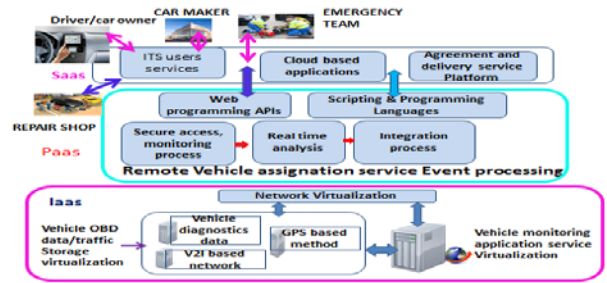 Driver/car owner
CAR MAKER
EMERGENCY
TEAM
ITS users
services
Cloud based
applications
Agreement and
delivery service
Platform
Saas
REPAIR SHOP
Web
programming APIs
Scripting & Programming
Languages
Paas
Secure access,
monitoring
process
Real time
analysis
Integration
process
Remote Vehicle assignation service Event processing
Iaas
Network Virtualization
Vehicle OBD
data/traffic
Storage
virtualization
Vehicle
diagnostics
data
GPS based
method
V2I based
network
Vehicle monitoring
application service
Virtualization